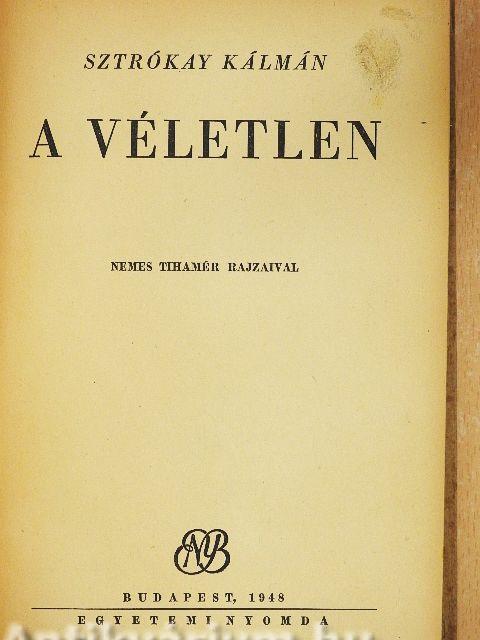 SZTRÓKAY KÁLMÁN
A VÉLETLEN
NEMES TIHAMÉR RAJZAIVAL
BUDAPEST, 1948
EGYETEMI NYOMDA